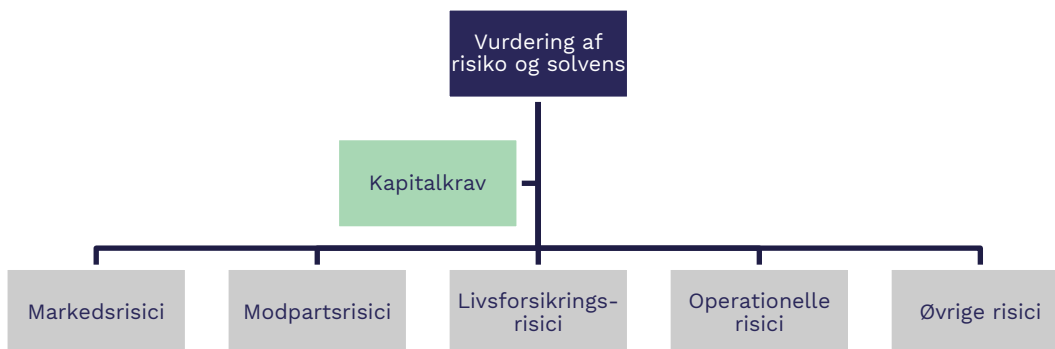 Vurdering af
risiko og solvens
Kapitalkrav
Markedsrisici
Modpartsrisici
Livsforsikrings-
risici
Operationelle
risici
Øvrige risici